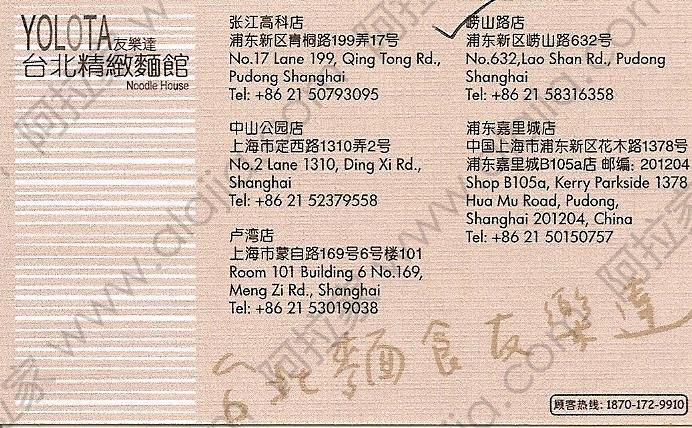 YOLOTA 友樂達
台北精緻麵館
Noodle House
张江高科店
浦东新区青桐路199弄17号
No.17 Lane 199, Qing Tong Rd.,
Pudong Shanghai
Tel: +86 21 50793095
中山公园店
上海市定西路1310弄2号
No.2 Lane 1310, Ding Xi Rd.,
Shanghai
Tel: +86 21 52379558
卢湾店
上海市蒙自路169号6号楼101
Room 101 Building 6 No.169,
Meng Zi Rd., Shanghai
Tel: +86 21 53019038
崂山路店
浦东新区崂山路632号
No.632,Lao Shan Rd., Pudong
Shanghai
Tel: +86 21 58316358
浦东嘉里城店
中国上海市浦东新区花木路1378号
浦东嘉里城B105a店 邮编: 201204
Shop B105a, Kerry Parkside 1378
Hua Mu Road, Pudong,
Shanghai 201204, China
Tel: +86 21 50150757
台北麵食友樂達
顾客热线: 1870-172-9910
阿拉家 www.alajia.com